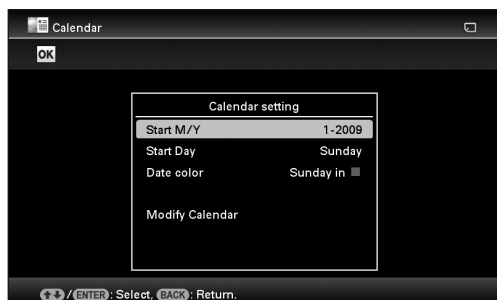 Calendar
OK
Calendar setting
Start M/Y 1-2009
Start Day Sunday
Date color Sunday in
Modify Calendar
/ENTER: Select, BACK: Return.